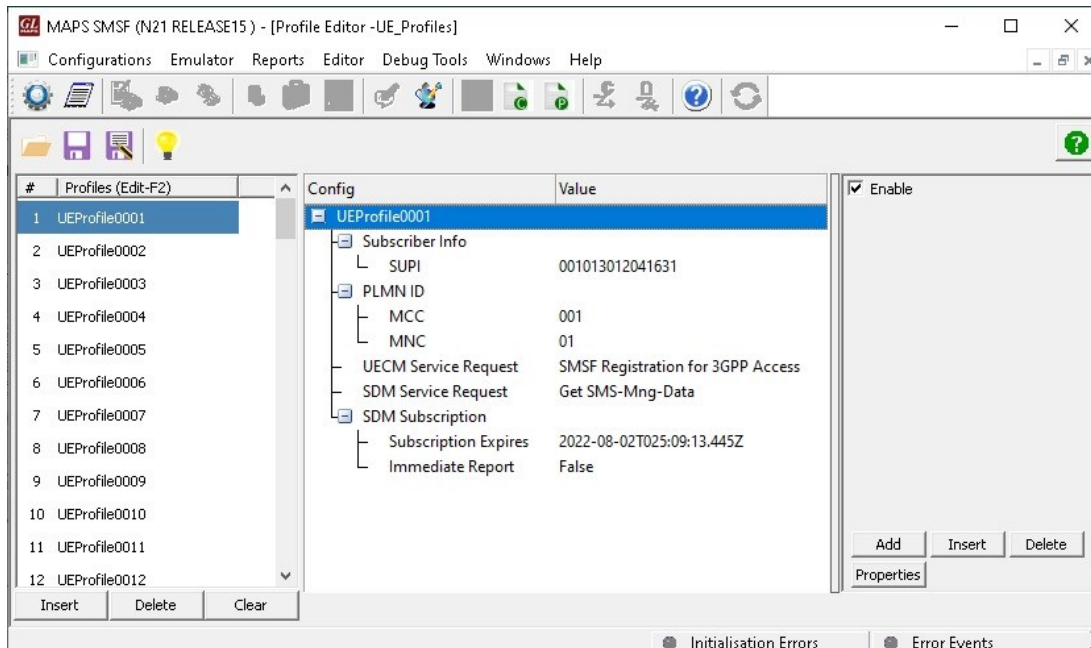 GL MAPS MAPS SMSF (N21 RELEASE15 ) - [Profile Editor -UE_Profiles]
Configurations Emulator Reports Editor Debug Tools Windows Help
# Profiles (Edit-F2)
1 UEProfile0001
2 UEProfile0002
3 UEProfile0003
4 UEProfile0004
5 UEProfile0005
6 UEProfile0006
7 UEProfile0007
8 UEProfile0008
9 UEProfile0009
10 UEProfile0010
11 UEProfile0011
12 UEProfile0012
Insert Delete Clear
Config Value
UEProfile0001
Subscriber Info
SUPI 001013012041631
PLMN ID
MCC 001
MNC 01
UECM Service Request SMSF Registration for 3GPP Access
SDM Service Request Get SMS-Mng-Data
SDM Subscription
Subscription Expires 2022-08-02T025:09:13.445Z
Immediate Report False
Enable
Add Insert Delete
Properties
Initialisation Errors Error Events